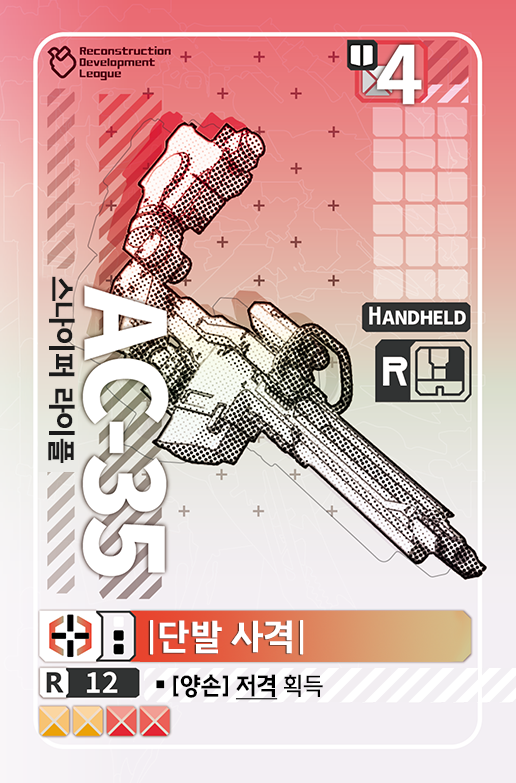 Reconstruction
Development
League
4
HANDHELD
R
AC-35
스나이퍼 라이플
|단발 사격|
R 12
▪ [양손] 저격 획득